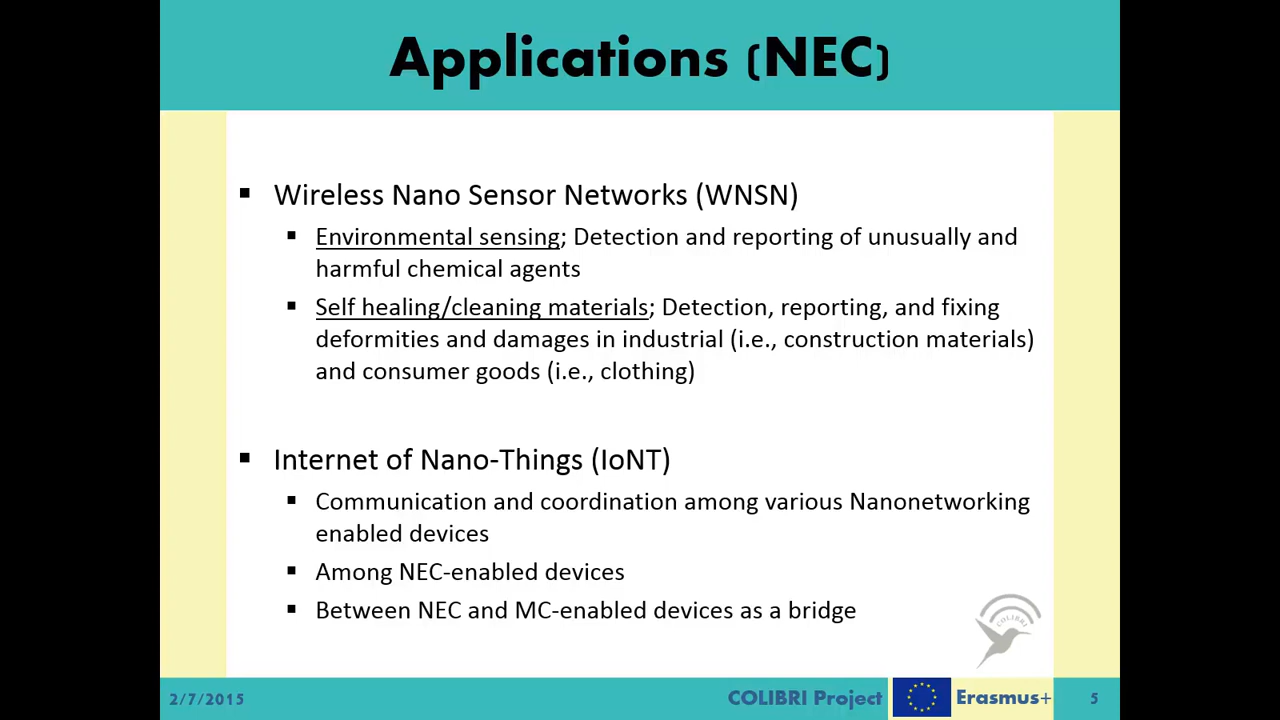 Applications (NEC)
▪ Wireless Nano Sensor Networks (WNSN)
▪ Environmental sensing; Detection and reporting of unusually and
harmful chemical agents
▪ Self healing/cleaning materials; Detection, reporting, and fixing
deformities and damages in industrial (i.e., construction materials)
and consumer goods (i.e., clothing)
▪ Internet of Nano-Things (IoNT)
▪ Communication and coordination among various Nanonetworking
enabled devices
▪ Among NEC-enabled devices
▪ Between NEC and MC-enabled devices as a bridge
COLIBRI
2/7/2015 COLIBRI Project Erasmus+ 5